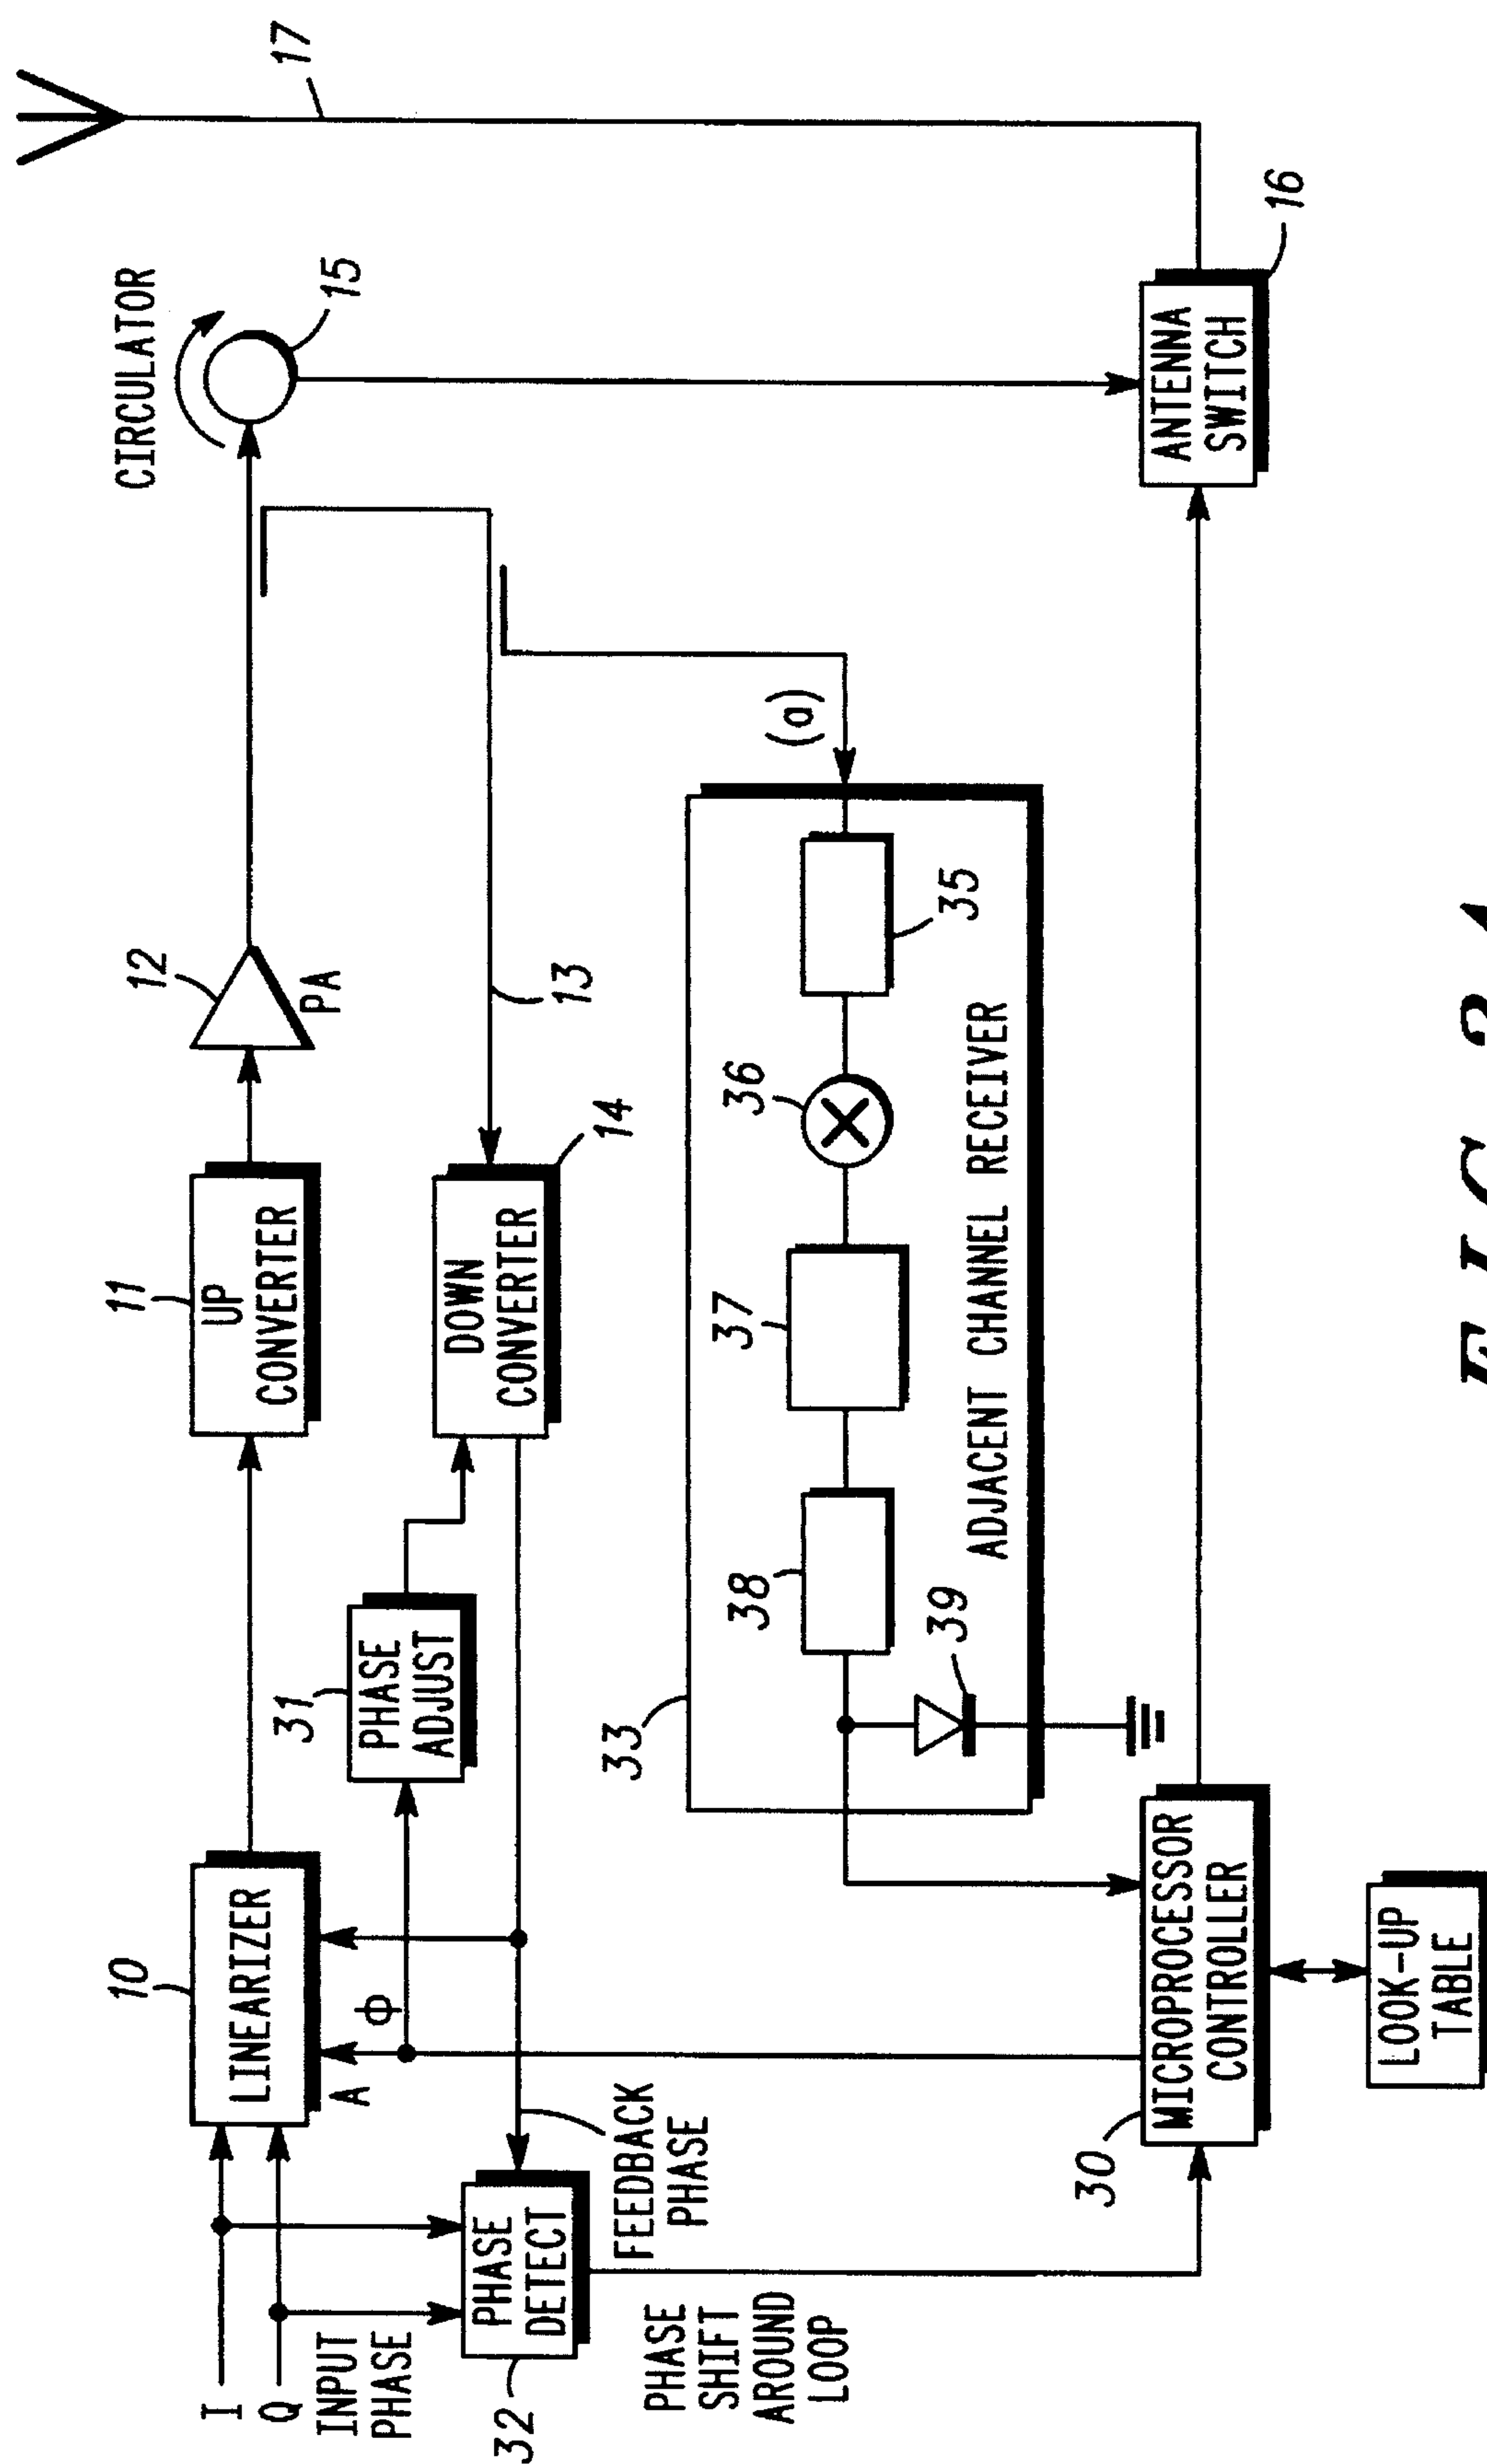 CIRCULATOR
15
17
12
PA
11
UP
CONVERTER
10
LINEARIZER
A
Φ
31
PHASE
ADJUST
DOWN
CONVERTER
14
13
I
Q
INPUT
PHASE
PHASE
DETECT
32
FEEDBACK
PHASE
PHASE
SHIFT
AROUND
LOOP
33
38
39
37
36
35
(a)
ADJACENT CHANNEL RECEIVER
30
MICROPROCESSOR
CONTROLLER
ANTENNA
SWITCH
16
LOOK-UP
TABLE